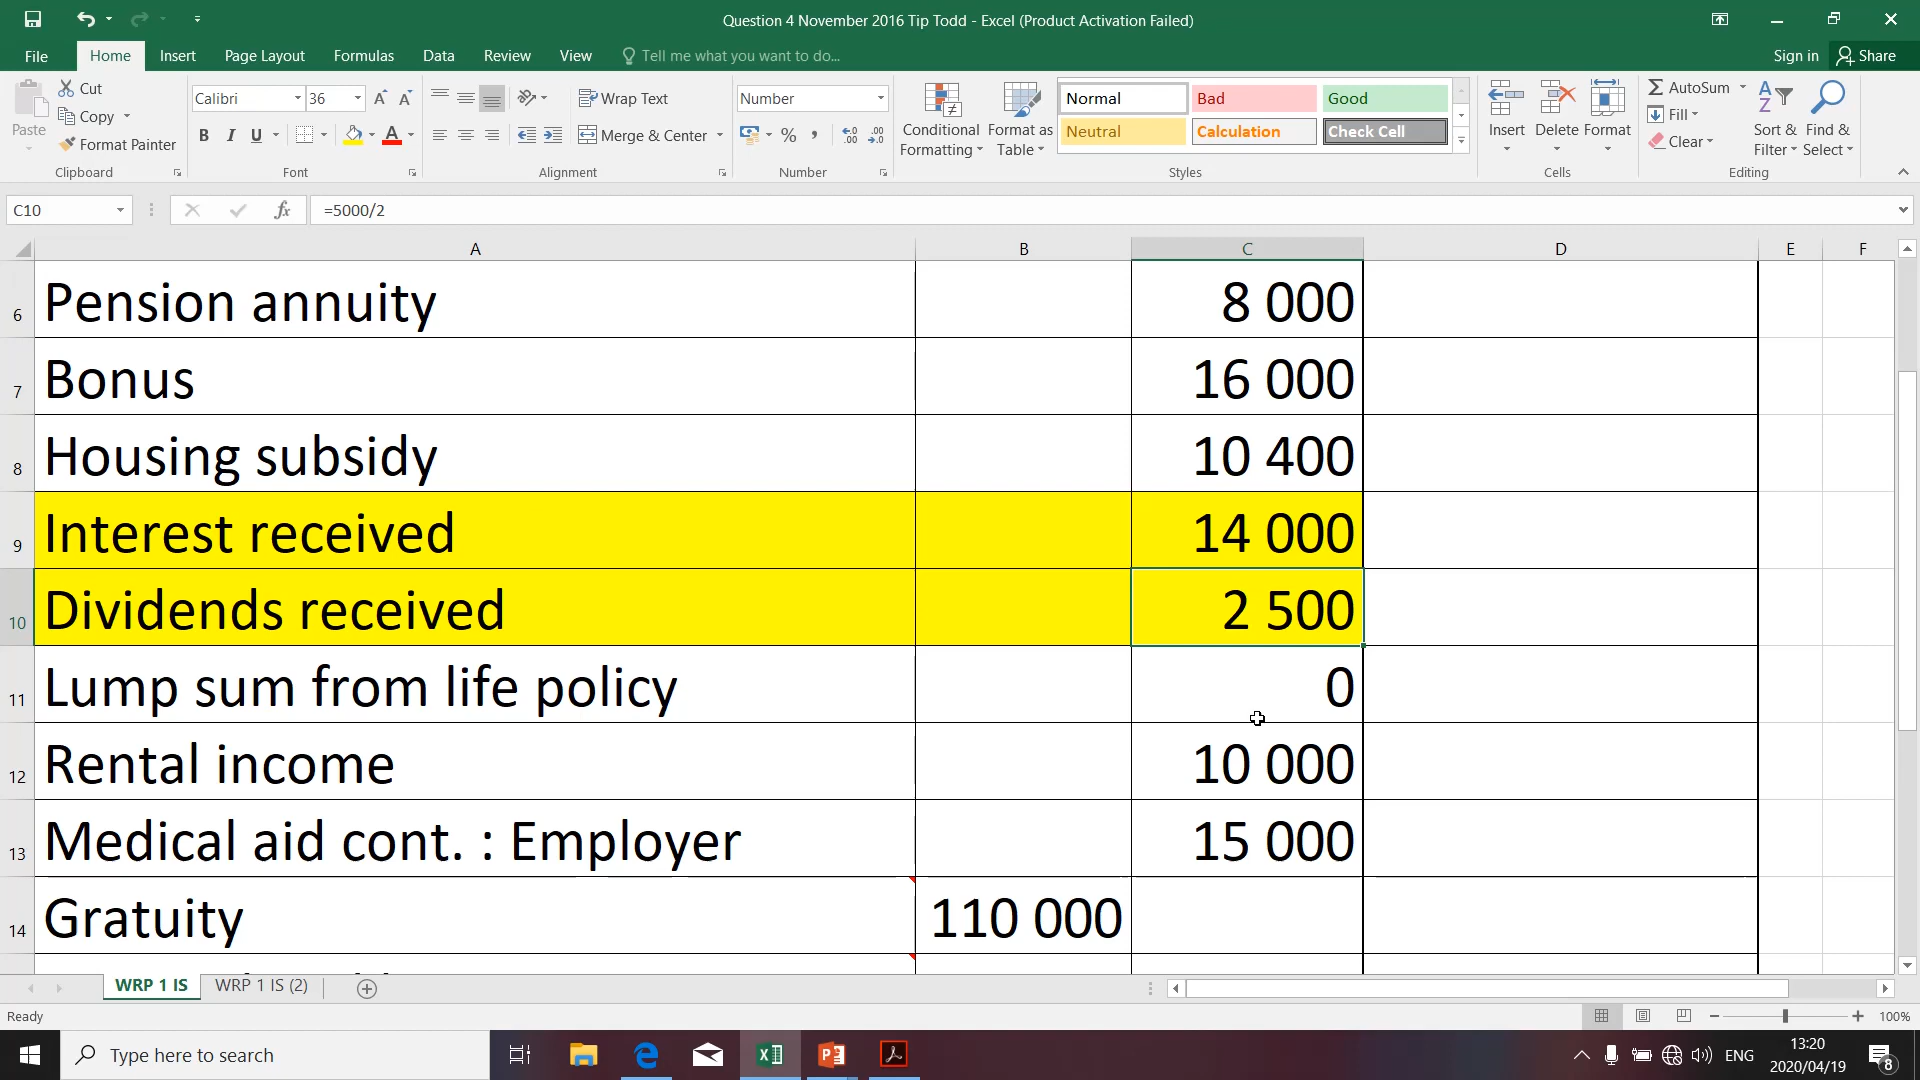 Question 4 November 2016 Tip Todd - Excel (Product Activation Failed)
File Home Insert Page Layout Formulas Data Review View Tell me what you want to do... Sign in Share
Paste Cut Copy Format Painter Clipboard
Calibri 36 B I U Font
Wrap Text Merge & Center Alignment
Number % , Number
Conditional Formatting Format as Table
Normal Bad Good
Neutral Calculation Check Cell
Styles
Insert Delete Format Cells
AutoSum Fill Clear Sort & Filter Find & Select Editing
C10 fx =5000/2
A B C D E F
6 Pension annuity 8 000
7 Bonus 16 000
8 Housing subsidy 10 400
9 Interest received 14 000
10 Dividends received 2 500
11 Lump sum from life policy 0
12 Rental income 10 000
13 Medical aid cont. : Employer 15 000
14 Gratuity 110 000
WRP 1 IS WRP 1 IS (2)
Ready 100%
Type here to search ENG 13:20
2020/04/19 8